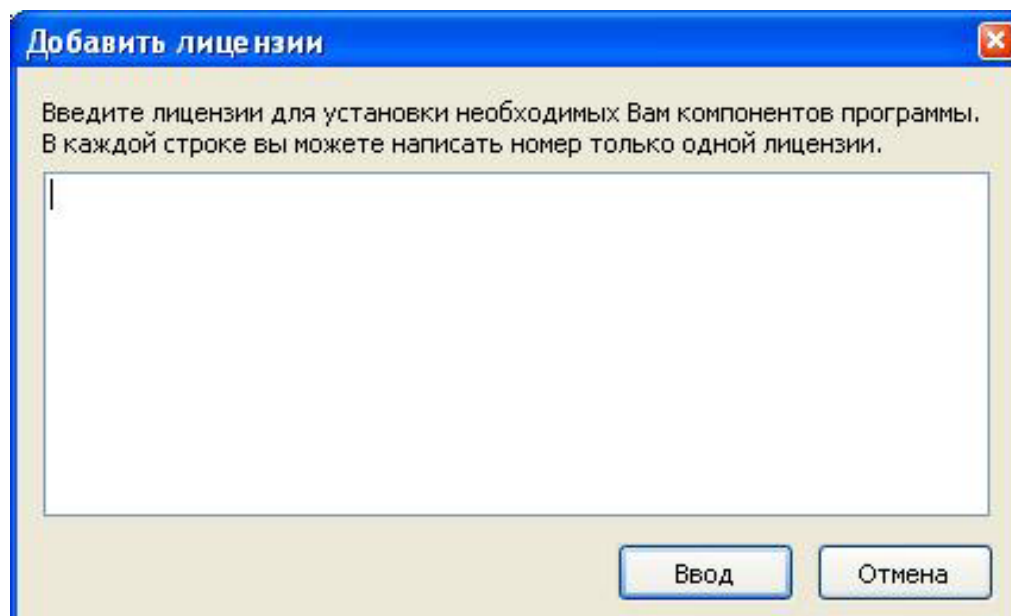 Добавить лицензии
Введите лицензии для установки необходимых Вам компонентов программы.
В каждой строке вы можете написать номер только одной лицензии.
Ввод
Отмена